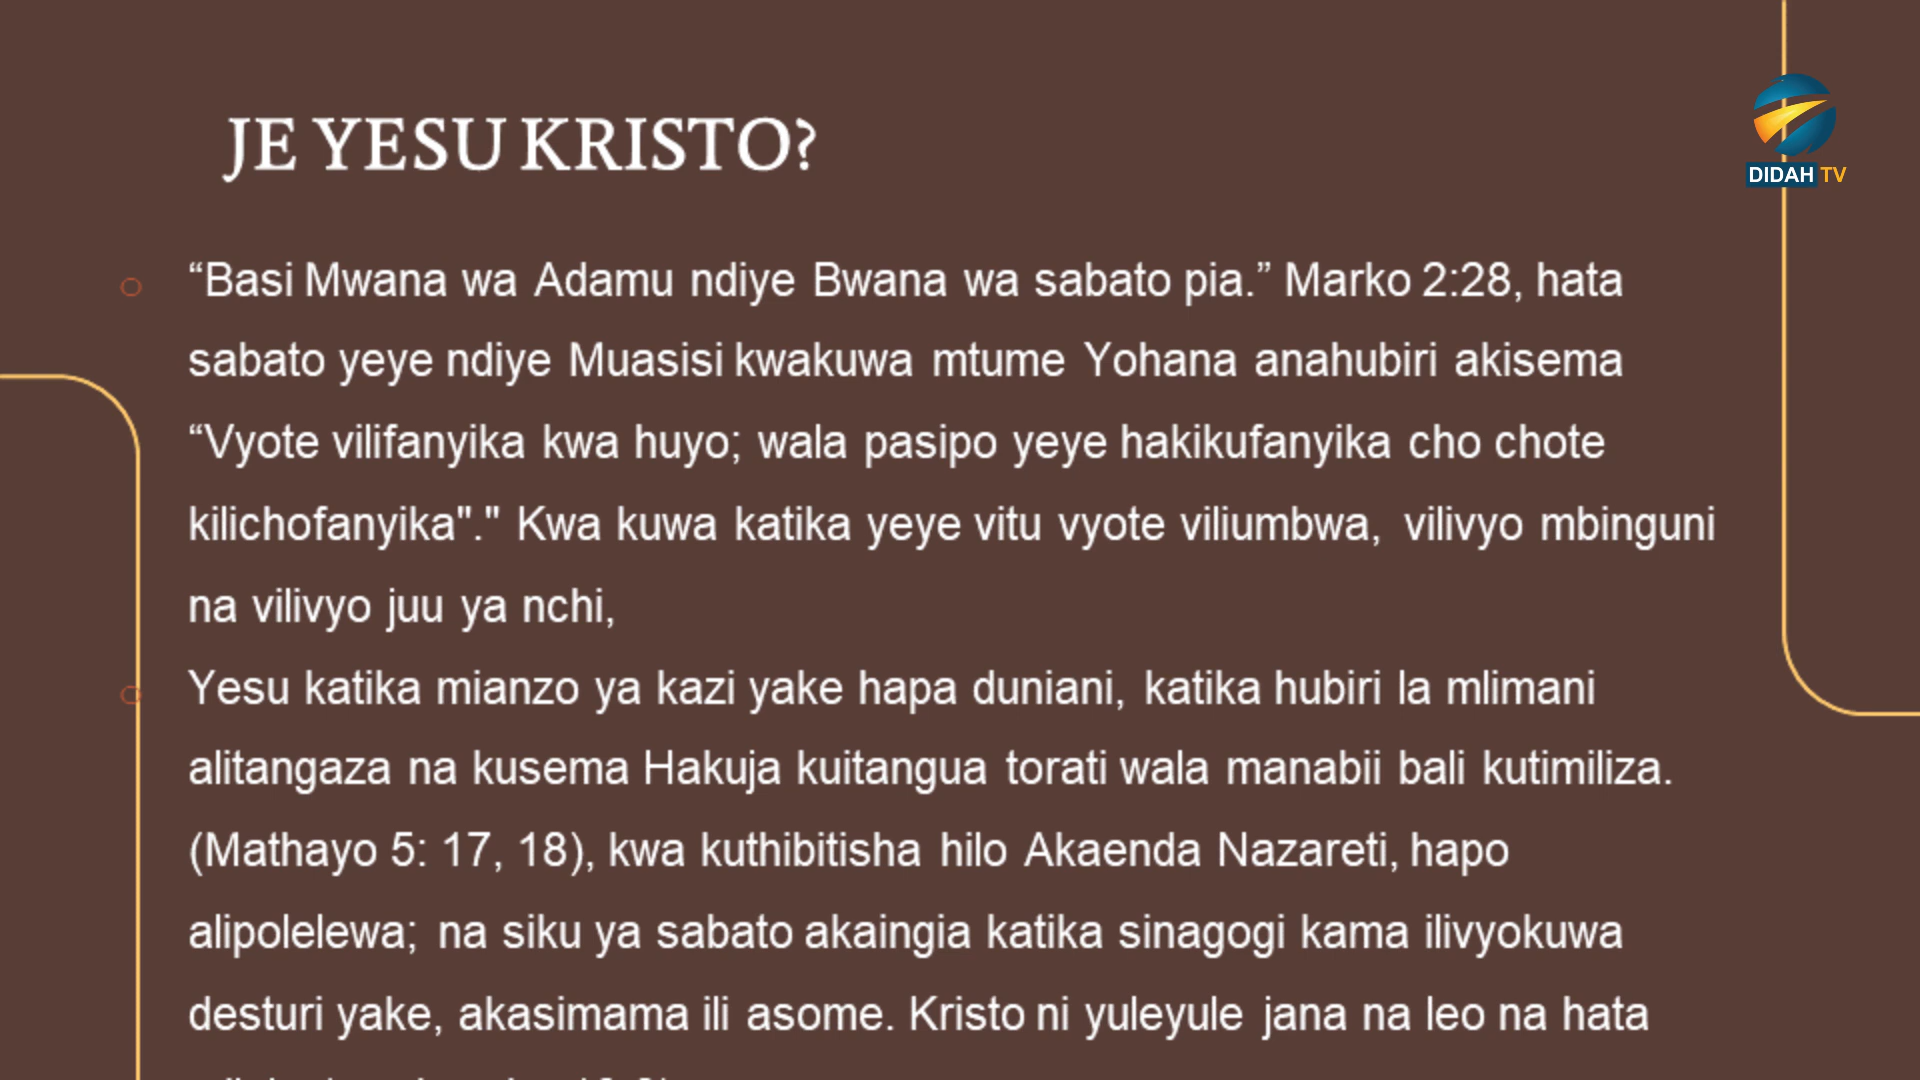 JE YESU KRISTO?
DIDAH TV
“Basi Mwana wa Adamu ndiye Bwana wa sabato pia.” Marko 2:28, hata
sabato yeye ndiye Muasisi kwakuwa mtume Yohana anahubiri akisema
“Vyote vilifanyika kwa huyo; wala pasipo yeye hakikufanyika cho chote
kilichofanyika"." Kwa kuwa katika yeye vitu vyote viliumbwa, vilivyo mbinguni
na vilivyo juu ya nchi,
Yesu katika mianzo ya kazi yake hapa duniani, katika hubiri la mlimani
alitangaza na kusema Hakuja kuitangua torati wala manabii bali kutimiliza.
(Mathayo 5: 17, 18), kwa kuthibitisha hilo Akaenda Nazareti, hapo
alipolelewa; na siku ya sabato akaingia katika sinagogi kama ilivyokuwa
desturi yake, akasimama ili asome. Kristo ni yuleyule jana na leo na hata